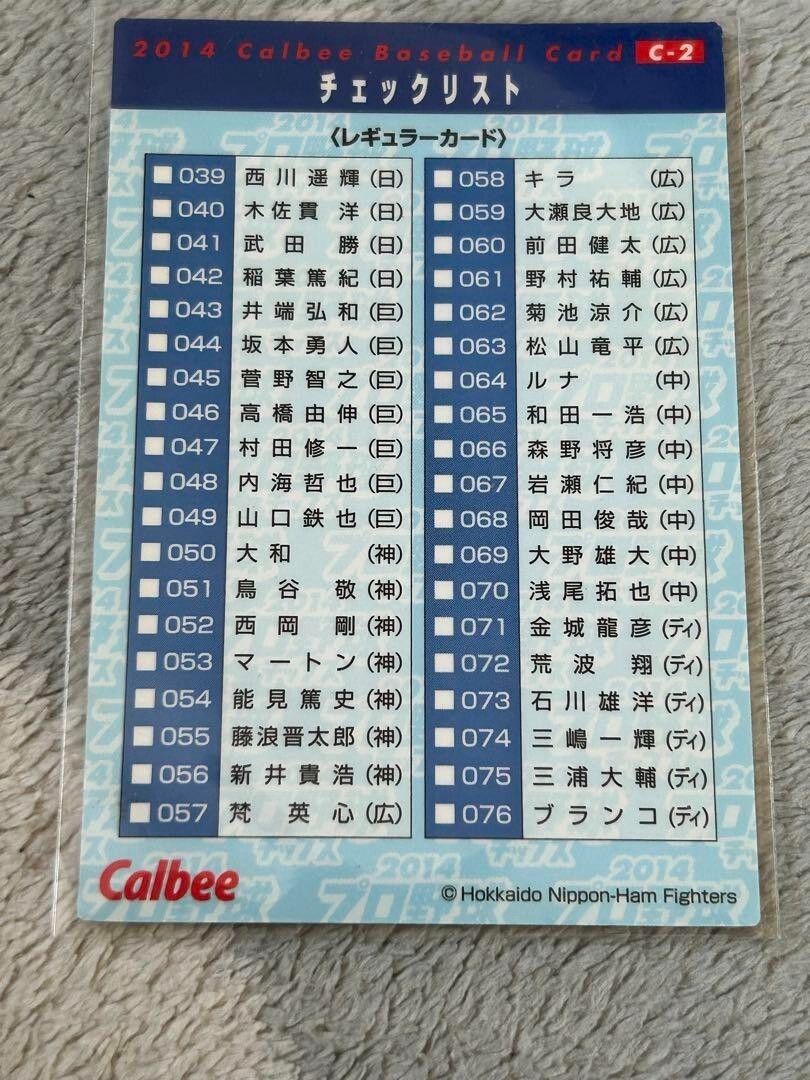 2014 Calbee Baseball Card C-2
チェックリスト
〈レギュラーカード〉
039 西川遥輝(日)
040 木佐貫洋(日)
041 武田勝(日)
042 稲葉篤紀(日)
043 井端弘和(巨)
044 坂本勇人(巨)
045 菅野智之(巨)
046 高橋由伸(巨)
047 村田修一(巨)
048 内海哲也(巨)
049 山口鉄也(巨)
050 大和(神)
051 鳥谷敬(神)
052 西岡剛(神)
053 マートン(神)
054 能見篤史(神)
055 藤浪晋太郎(神)
056 新井貴浩(神)
057 梵英心(広)
058 キラ(広)
059 大瀬良大地(広)
060 前田健太(広)
061 野村祐輔(広)
062 菊池涼介(広)
063 松山竜平(広)
064 ルナ(中)
065 和田一浩(中)
066 森野将彦(中)
067 岩瀬仁紀(中)
068 岡田俊哉(中)
069 大野雄大(中)
070 浅尾拓也(中)
071 金城龍彦(ディ)
072 荒波翔(ディ)
073 石川雄洋(ディ)
074 三嶋一輝(ディ)
075 三浦大輔(ディ)
076 ブランコ(ディ)
Calbee
© Hokkaido Nippon-Ham Fighters